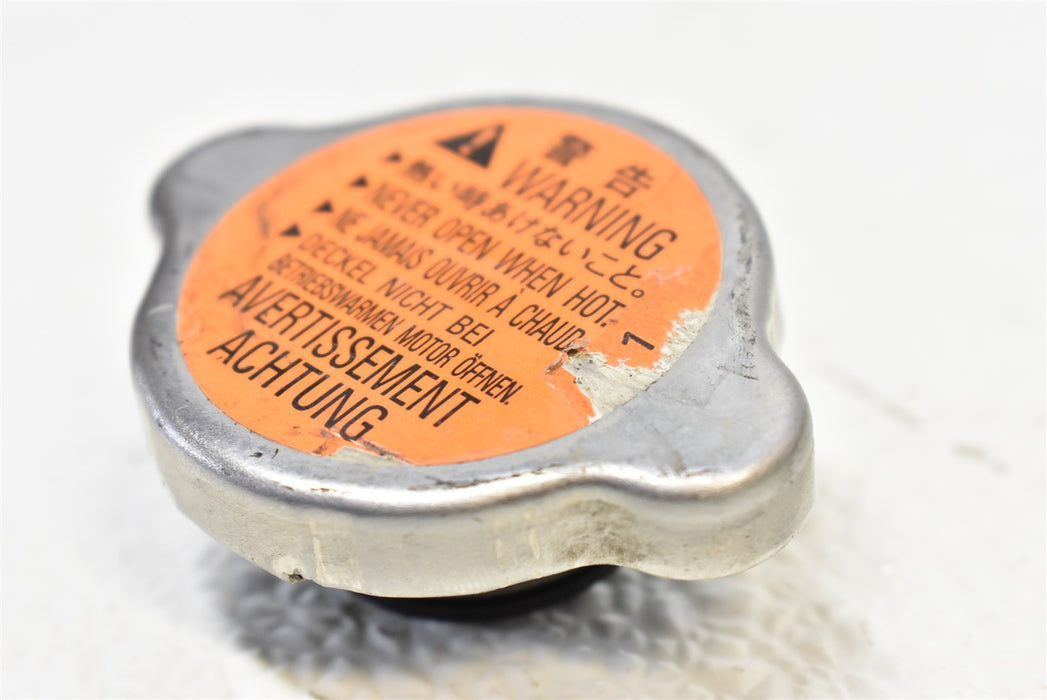 警告
WARNING
熱い時あけないこと。
NEVER OPEN WHEN HOT.
NE JAMAIS OUVRIR À CHAUD
DECKEL NICHT BEI
BETRIEBSWARMEN MOTOR ÖFFNEN.
AVERTISSEMENT
ACHTUNG
1